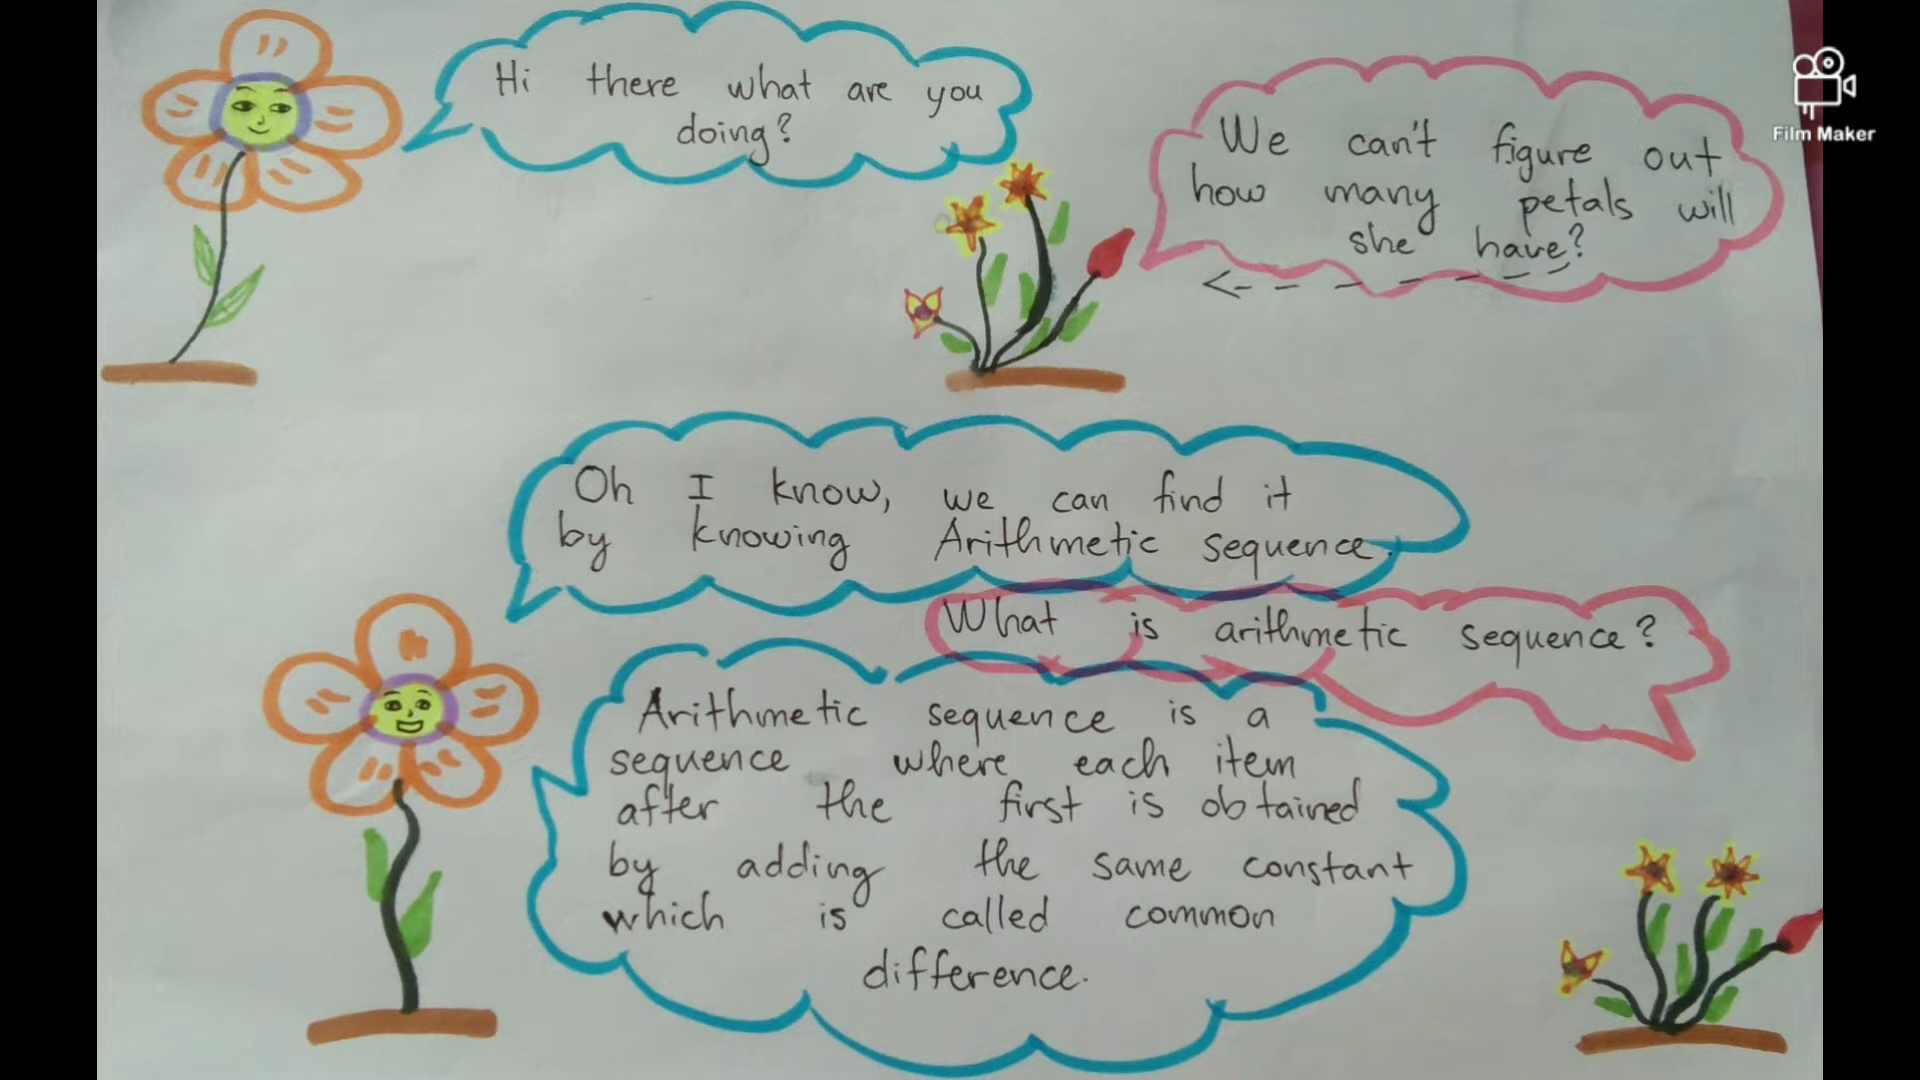 Hi there what are you
doing?
Film Maker
We can't figure out
how many petals will
she have?
Oh I know, we can find it
by knowing Arithmetic sequence.
What is arithmetic sequence?
Arithmetic sequence is a
sequence where each item
after the first is obtained
by adding the same constant
which is called common
difference.